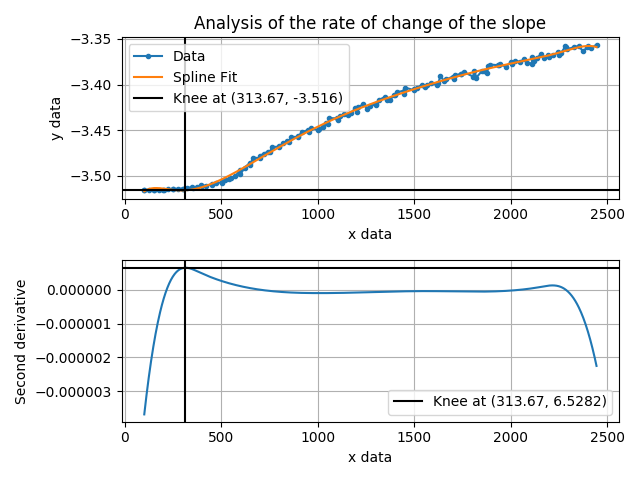 Analysis of the rate of change of the slope
−3.35
−3.40
−3.45
−3.50
y data
Data
Spline Fit
Knee at (313.67, -3.516)
0
500
1000
1500
2000
2500
x data
0.000000
−0.000001
−0.000002
−0.000003
Second derivative
Knee at (313.67, 6.5282)
0
500
1000
1500
2000
2500
x data